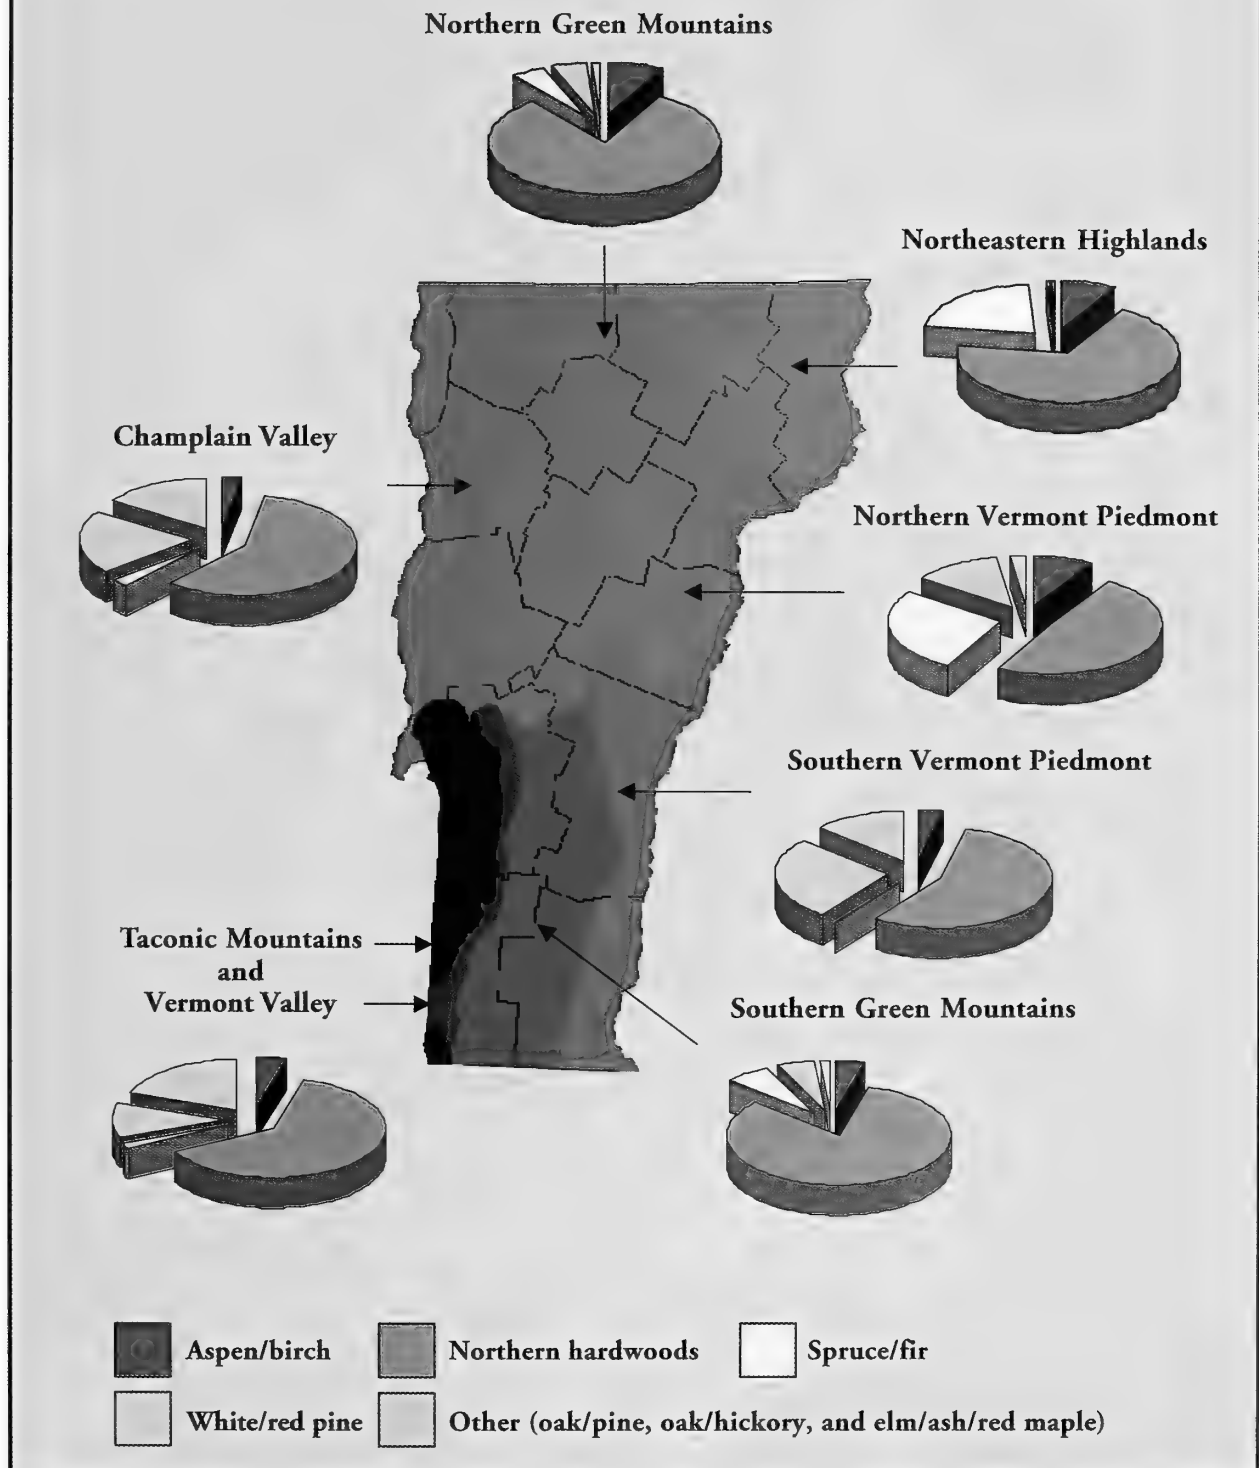 Northern Green Mountains
Northeastern Highlands
Champlain Valley
Northern Vermont Piedmont
Southern Vermont Piedmont
Taconic Mountains
and
Vermont Valley
Southern Green Mountains
Aspen/birch
Northern hardwoods
Spruce/fir
White/red pine
Other (oak/pine, oak/hickory, and elm/ash/red maple)